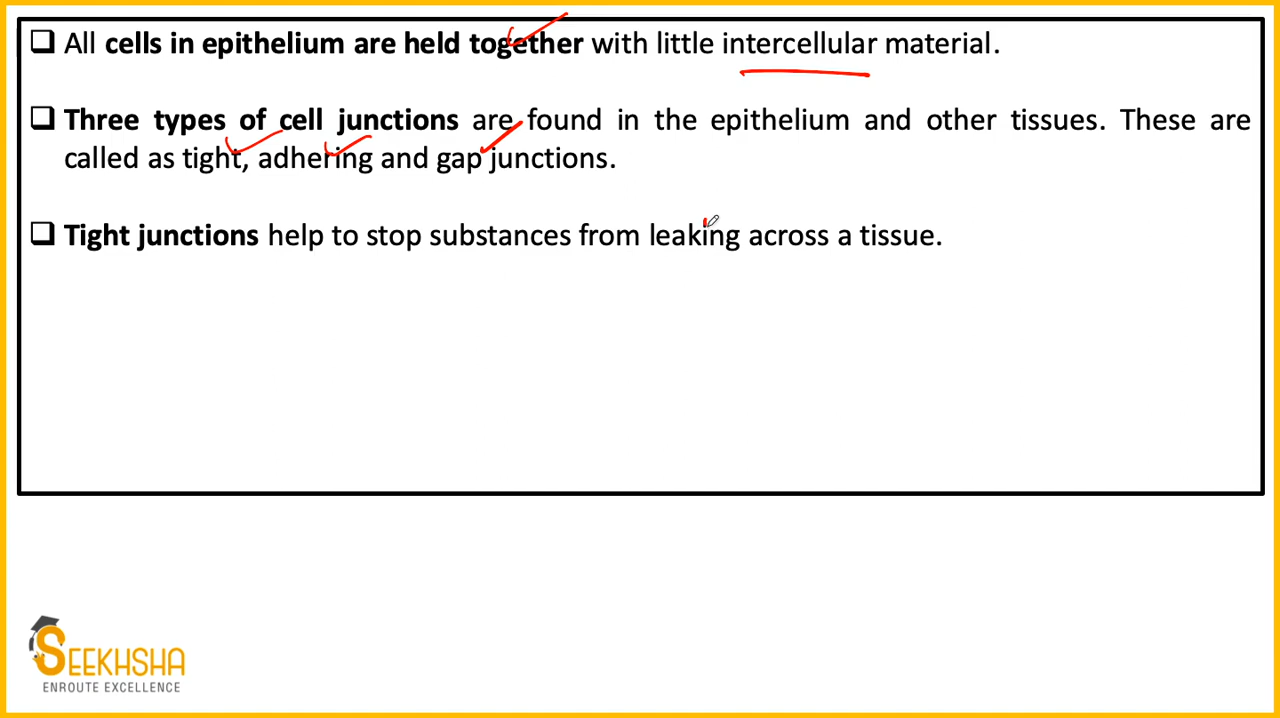 All cells in epithelium are held together with little intercellular material.
Three types of cell junctions are found in the epithelium and other tissues. These are
called as tight, adhering and gap junctions.
Tight junctions help to stop substances from leaking across a tissue.
SEEKHSHA
ENROUTE EXCELLENCE